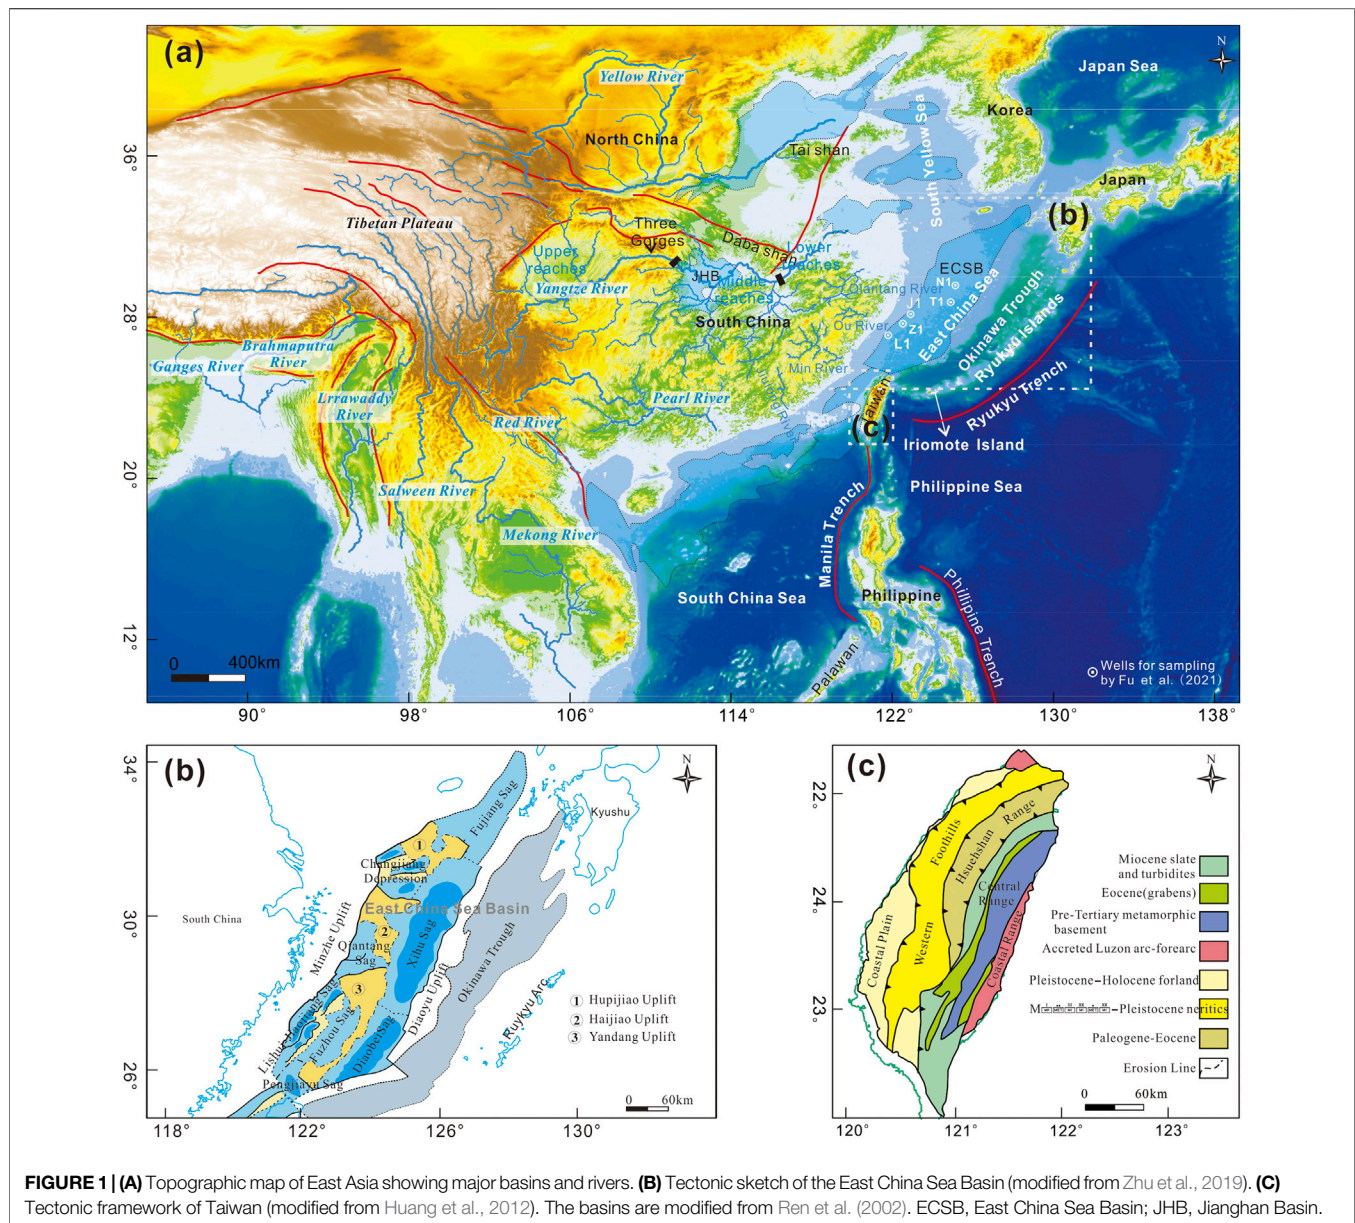 (a)
N
Yellow River
Japan Sea
Korea
North China
Tai shan
South Yellow Sea
36°
Japan
Tibetan Plateau
Three
Gorges
Daba shan
(b)
Upper
reaches
Lower
reaches
ECSB
JHB
Middle
reaches
Yangtze River
Qiantang River
N1
T1
J1
Z1
L1
East China Sea
Okinawa Trough
Ryukyu Islands
28°
South China
Ou River
Brahmaputra
River
Ganges River
Min River
Ryukyu Trench
Lrrawaddy
River
Pearl River
Taiwan
Red River
(c)
Iriomote Island
20°
Salween River
Philippine Sea
Manila Trench
Mekong River
South China Sea
Philippine
Phillipine Trench
12°
Palawan
0 400km
Wells for sampling
by Fu et al. (2021)
90° 98° 106° 114° 122° 130° 138°
(b)
N
34°
Fujiang Sag
Kyushu
1
Changjiang
Depression
East China Sea Basin
30°
South China
Minzhe Uplift
2
Qiantang
Sag
Xihu Sag
Okinawa Trough
3
Diaoyu Uplift
Ruykyu Arc
1 Hupijiao Uplift
2 Haijiao Uplift
3 Yandang Uplift
Fuzhou Sag
Diaobei Sag
26°
Pengjiayu Sag
0 60km
118° 122° 126° 130°
(c)
N
22°
Foothills
Hsuchshan Range
Miocene slate
and turbidites
Central
Range
Eocene(grabens)
24°
Coastal Plain
Western
Coastal Range
Pre-Tertiary metamorphic
basement
Accreted Luzon arc-forearc
Pleistocene-Holocene forland
23°
-Pleistocene neritics
Paleogene-Eocene
Erosion Line
0 60km
120° 121° 122° 123°
FIGURE 1 | (A) Topographic map of East Asia showing major basins and rivers. (B) Tectonic sketch of the East China Sea Basin (modified from Zhu et al., 2019). (C)
Tectonic framework of Taiwan (modified from Huang et al., 2012). The basins are modified from Ren et al. (2002). ECSB, East China Sea Basin; JHB, Jianghan Basin.